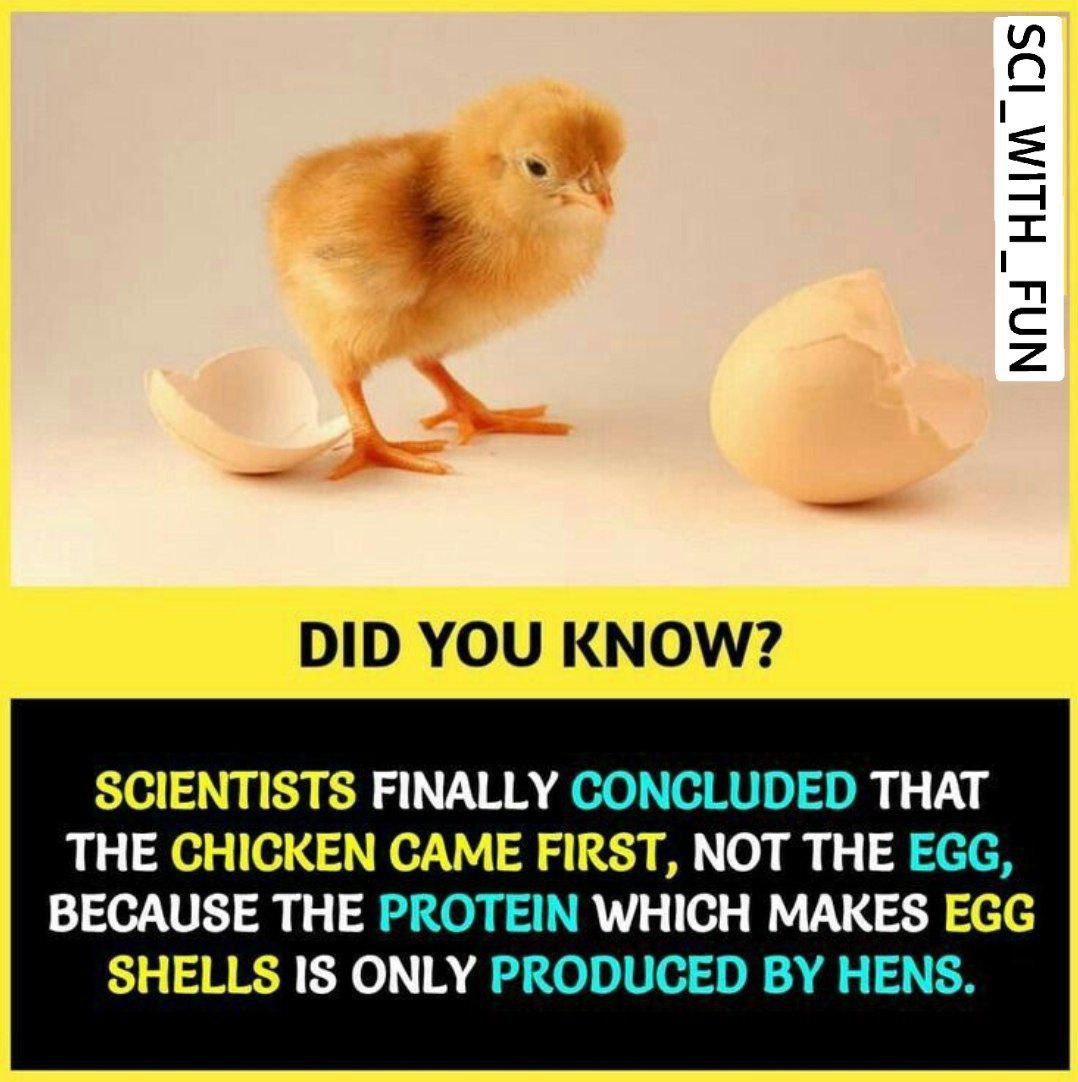 SCI_WITH_FUN
DID YOU KNOW?
SCIENTISTS FINALLY CONCLUDED THAT
THE CHICKEN CAME FIRST, NOT THE EGG,
BECAUSE THE PROTEIN WHICH MAKES EGG
SHELLS IS ONLY PRODUCED BY HENS.